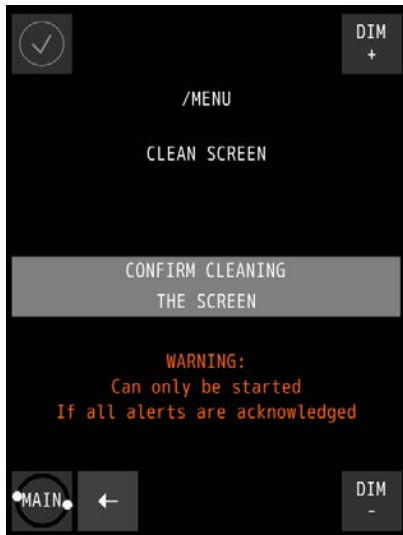 DIM
+
/MENU
CLEAN SCREEN
CONFIRM CLEANING
THE SCREEN
WARNING:
Can only be started
If all alerts are acknowledged
MAIN
←
DIM
-